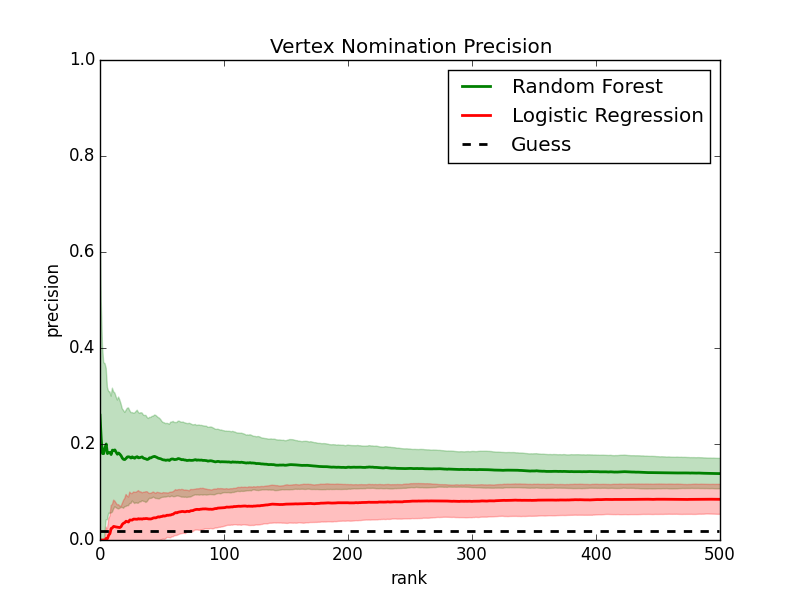 Vertex Nomination Precision
1.0
0.8
0.6
0.4
0.2
0.0
precision
Random Forest
Logistic Regression
Guess
0 100 200 300 400 500
rank